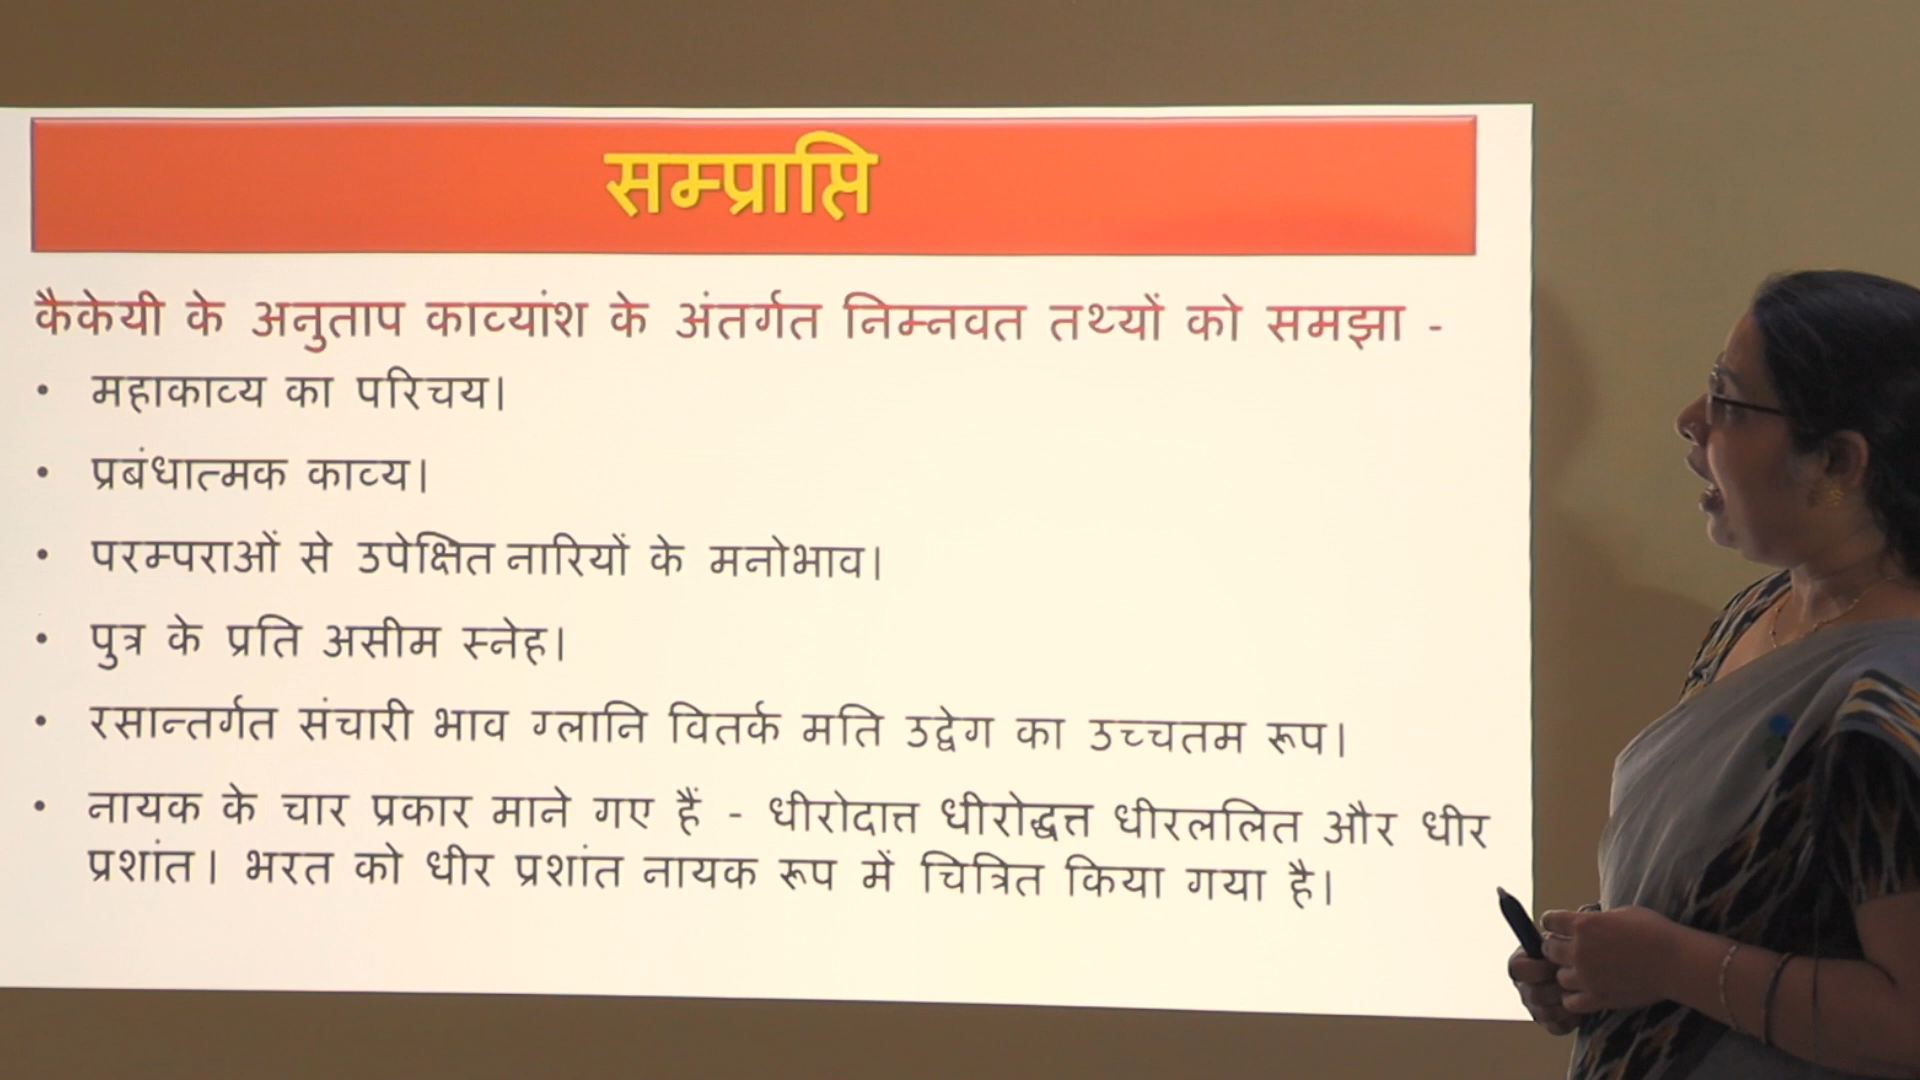 सम्प्राप्ति
कैकेयी के अनुताप काव्यांश के अंतर्गत निम्नवत तथ्यों को समझा -
• महाकाव्य का परिचय।
• प्रबंधात्मक काव्य।
• परम्पराओं से उपेक्षित नारियों के मनोभाव।
• पुत्र के प्रति असीम स्नेह।
• रसान्तर्गत संचारी भाव ग्लानि वितर्क मति उद्वेग का उच्चतम रूप।
• नायक के चार प्रकार माने गए हैं - धीरोदात्त धीरोद्धत्त धीरललित और धीर
प्रशांत। भरत को धीर प्रशांत नायक रूप में चित्रित किया गया है।